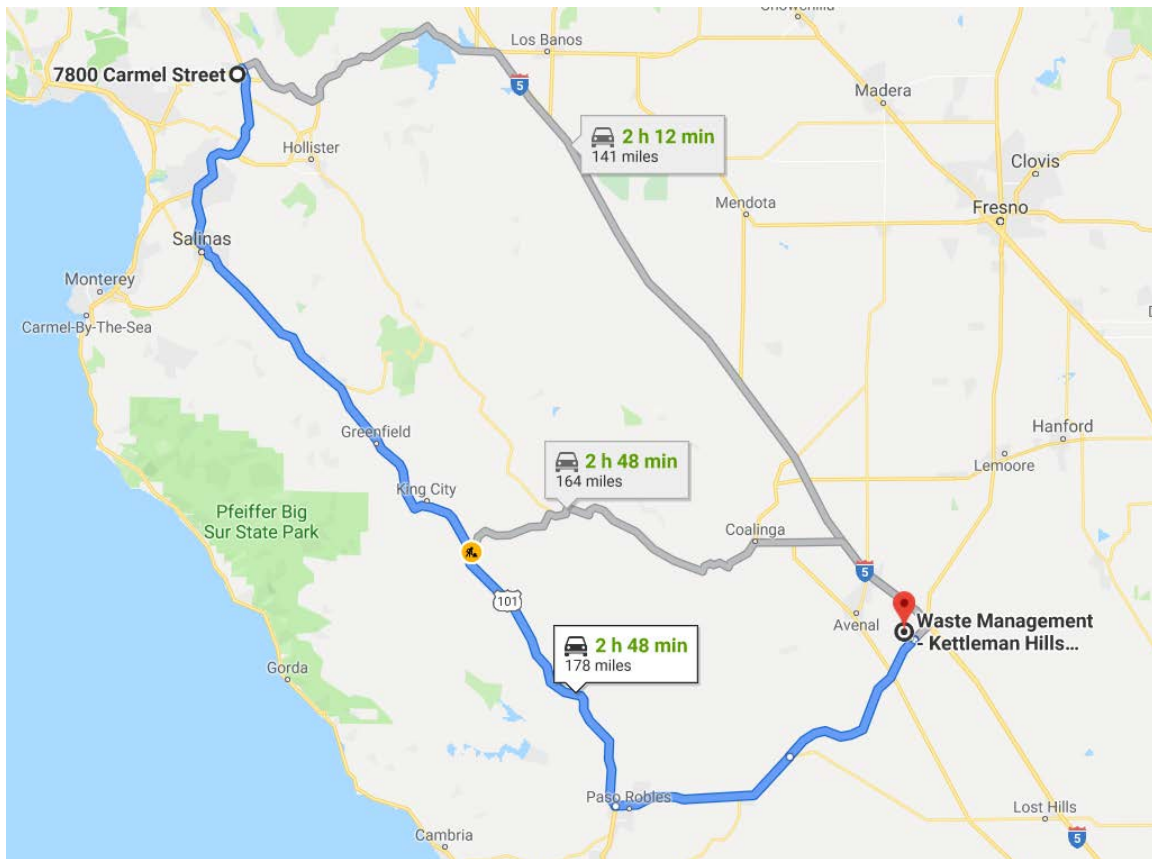 Chowchilla
Los Banos
7800 Carmel Street
5
Madera
2 h 12 min
141 miles
Hollister
Clovis
Mendota
Fresno
Salinas
Monterey
Carmel-By-The-Sea
D
Hanford
Greenfield
Lemoore
2 h 48 min
164 miles
King City
Pfeiffer Big
Sur State Park
Coalinga
5
101
Avenal
Waste Management
- Kettleman Hills...
2 h 48 min
178 miles
Gorda
Paso Robles
Lost Hills
Cambria
5